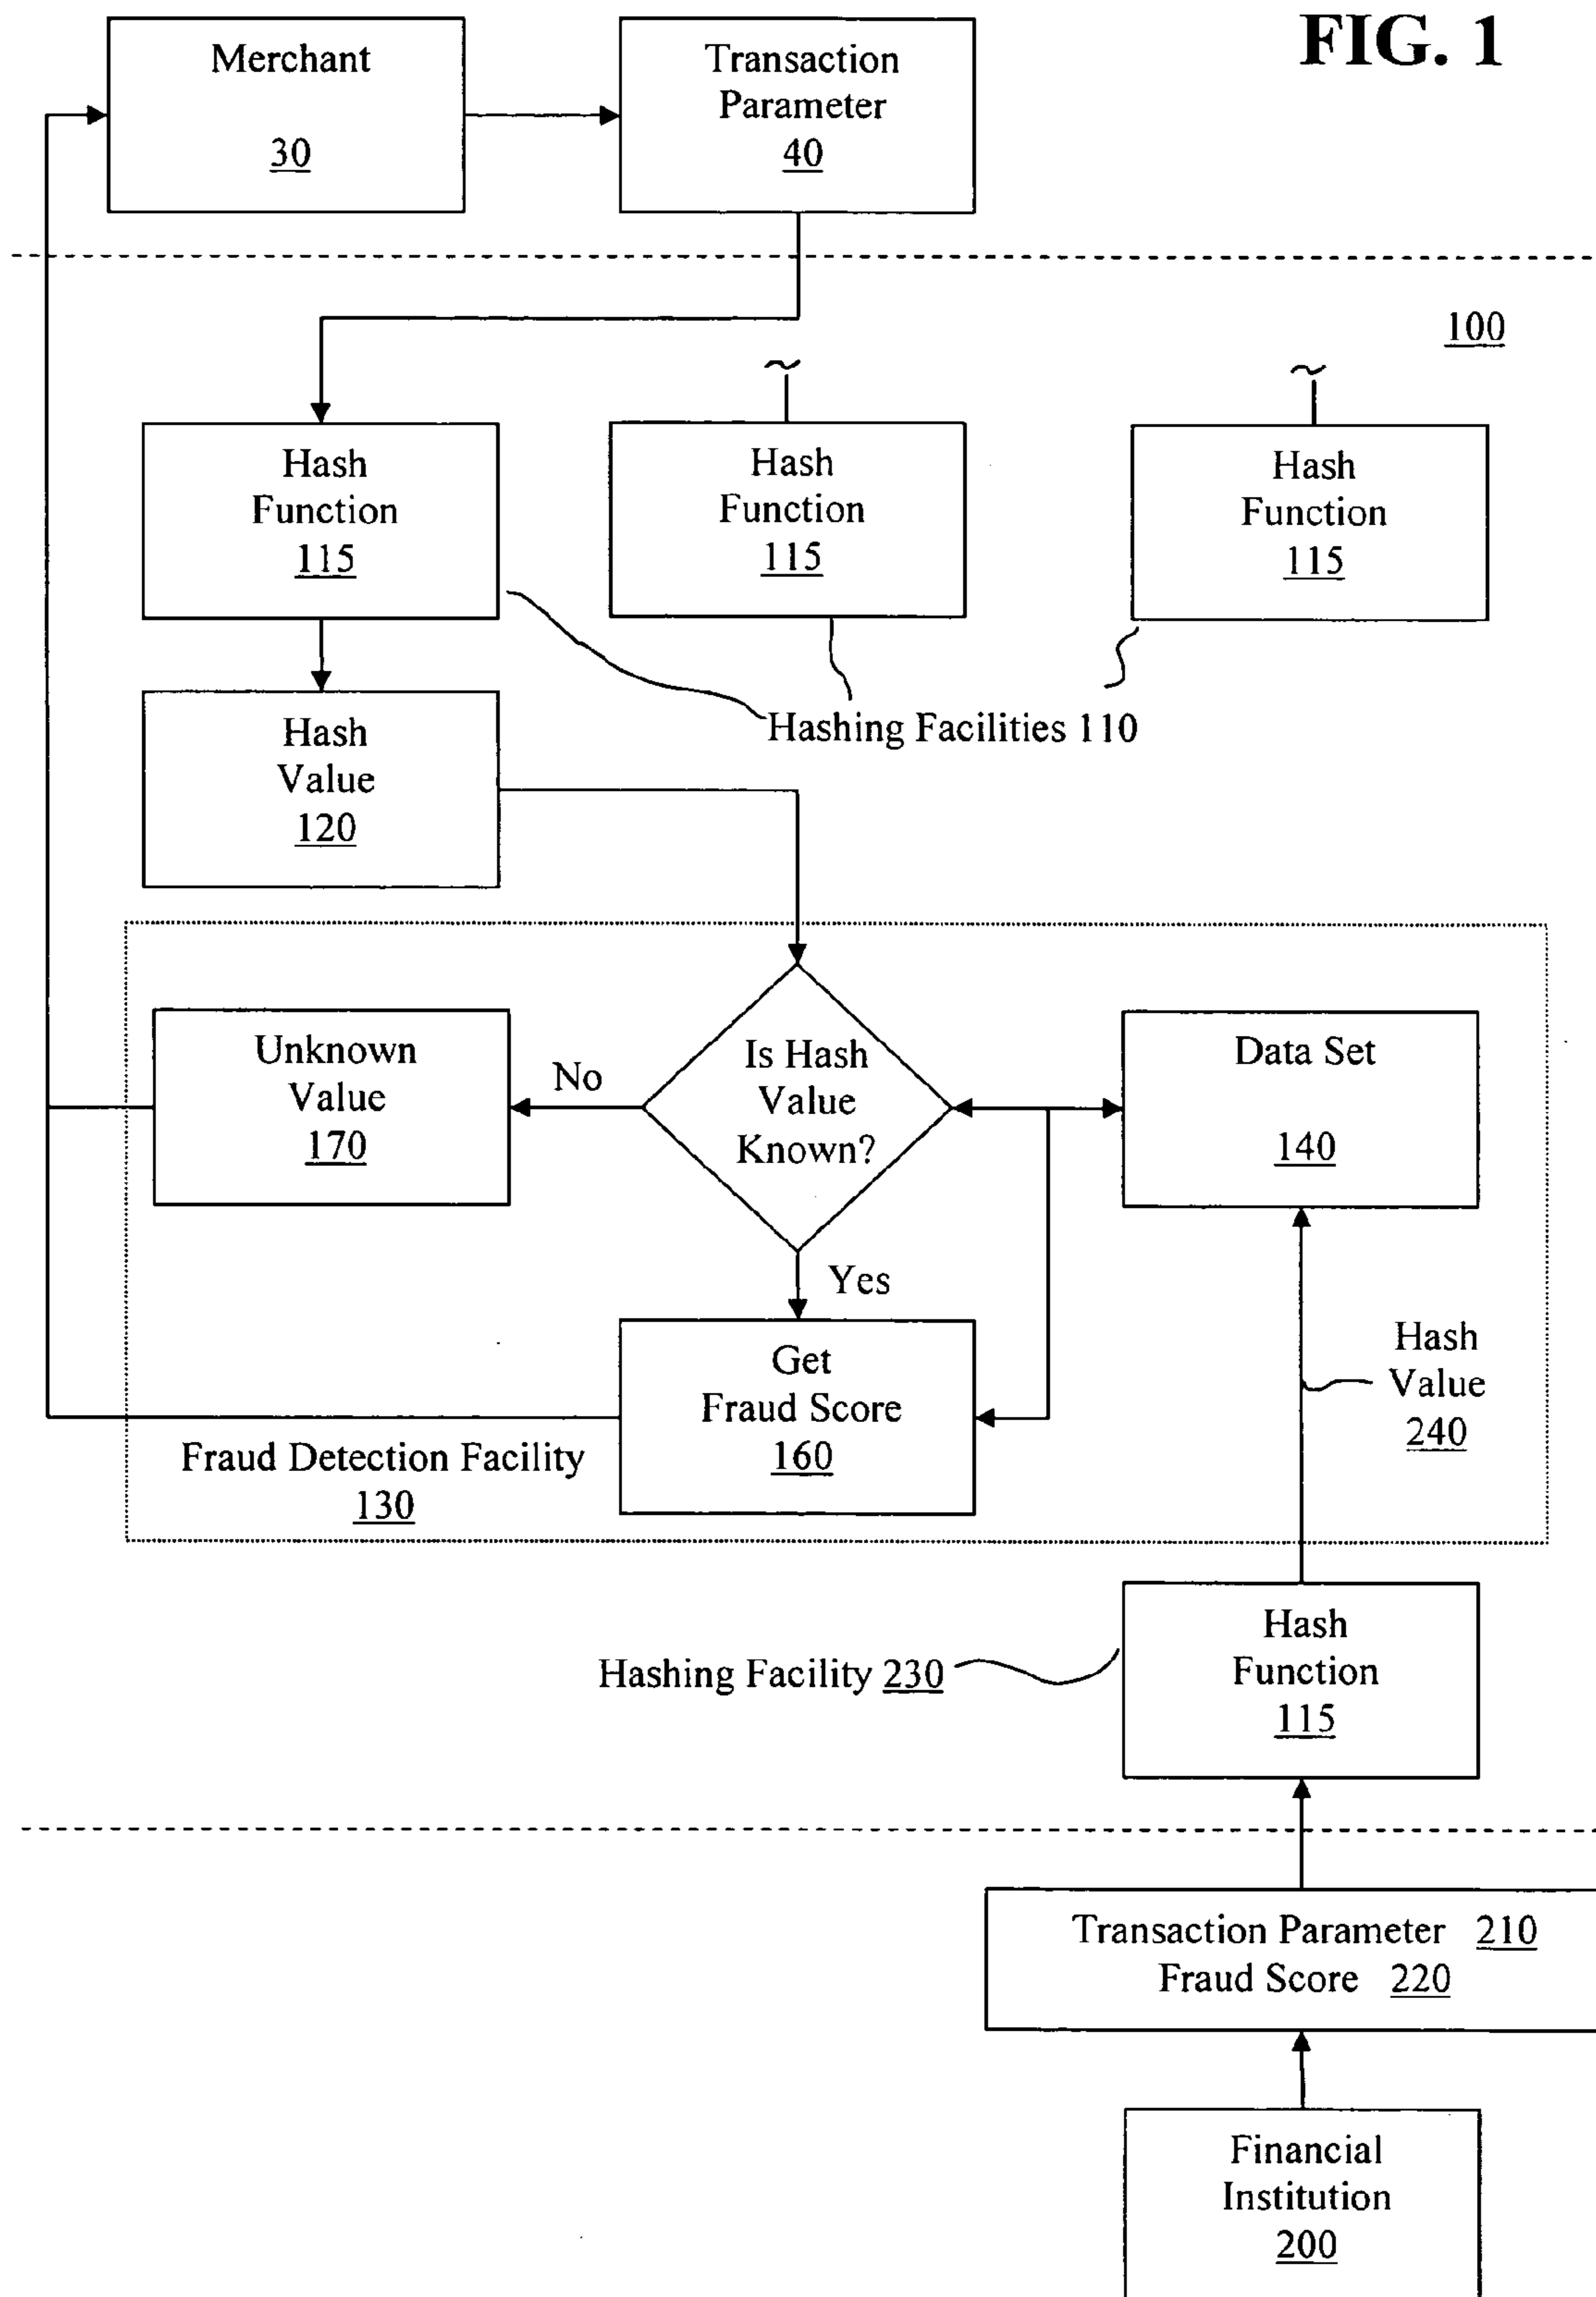 FIG. 1
Merchant
30
Transaction
Parameter
40
100
Hash
Function
115
Hash
Function
115
Hash
Function
115
Hashing Facilities 110
Hash
Value
120
Unknown
Value
170
No
Is Hash
Value
Known?
Data Set
140
Yes
Get
Fraud Score
160
Hash
Value
240
Fraud Detection Facility
130
Hashing Facility 230
Hash
Function
115
Transaction Parameter 210
Fraud Score 220
Financial
Institution
200